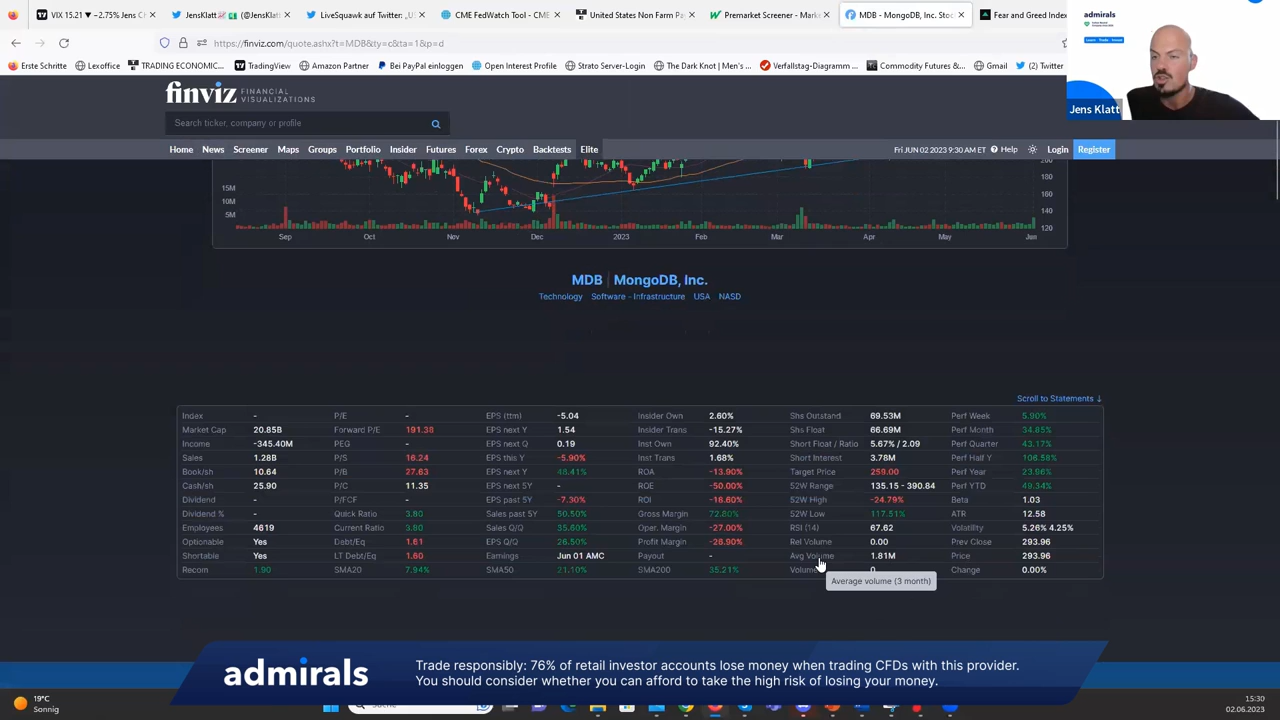 VIX 15.21 ▼ −2.75% Jens C
JensKlatt
(@JensKl
LiveSquawk auf Twitter:
CME FedWatch Tool - CME
United States Non Farm Pa
Premarket Screener - Ma
MDB - MongoDB, Inc. Stoc
Fear and Greed Index
https://finviz.com/quote.ashx?t=MDB
=d
Erste Schritte
Lexoffice
TRADING ECONOMIC...
TradingView
Amazon Partner
Bei PayPal einlogg...
Open Interest Profile
Strato Server-Login
The Dark Knot | Men's ...
Verfallstag-Diagramm ...
Commodity Futures &...
Gmail
(2) Twitter
admirals
Jens Klatt
finviz FINANCIAL VISUALIZATIONS
Search ticker, company or profile
Home News Screener Maps Groups Portfolio Insider Futures Forex Crypto Backtests Elite
Fri JUN 02 2023 9:30 AM ET Help Login Register
200
180
160
140
120
15M
10M
5M
Sep Oct Nov Dec 2023 Feb Mar Apr May Jun
MDB | MongoDB, Inc.
Technology Software - Infrastructure USA NASD
Scroll to Statements ↓
Index - P/E - EPS (ttm) -5.04 Insider Own 2.60% Shs Outstand 69.53M Perf Week 5.90%
Market Cap 20.85B Forward P/E 191.38 EPS next Y 1.54 Insider Trans -15.27% Shs Float 66.69M Perf Month 34.85%
Income -345.40M PEG - EPS next Q 0.19 Inst Own 92.40% Short Float / Ratio 5.67% / 2.09 Perf Quarter 43.17%
Sales 1.28B P/S 16.24 EPS this Y -5.90% Inst Trans 1.68% Short Interest 3.78M Perf Half Y 106.58%
Book/sh 10.64 P/B 27.63 EPS next Y 48.41% ROA -13.90% Target Price 259.00 Perf Year 23.96%
Cash/sh 25.90 P/C 11.35 EPS next 5Y - ROE -50.00% 52W Range 135.15 - 390.84 Perf YTD 49.34%
Dividend - P/FCF - EPS past 5Y -7.30% ROI -16.60% 52W High -24.79% Beta 1.03
Dividend % - Quick Ratio 3.80 Sales past 5Y 50.50% Gross Margin 72.80% 52W Low 117.51% ATR 12.58
Employees 4619 Current Ratio 3.80 Sales Q/Q 35.60% Oper. Margin -27.00% RSI (14) 67.62 Volatility 5.26% 4.25%
Optionable Yes Debt/Eq 1.61 EPS Q/Q 26.50% Profit Margin -26.90% Rel Volume 0.00 Prev Close 293.96
Shortable Yes LT Debt/Eq 1.60 Earnings Jun 01 AMC Payout - Avg Volume 1.81M Price 293.96
Recom 1.90 SMA20 7.94% SMA50 21.10% SMA200 35.21% Volume 0 Change 0.00%
Average volume (3 month)
admirals
Trade responsibly: 76% of retail investor accounts lose money when trading CFDs with this provider.
You should consider whether you can afford to take the high risk of losing your money.
19°C
Sonnig
Suche
15:30
02.06.2023